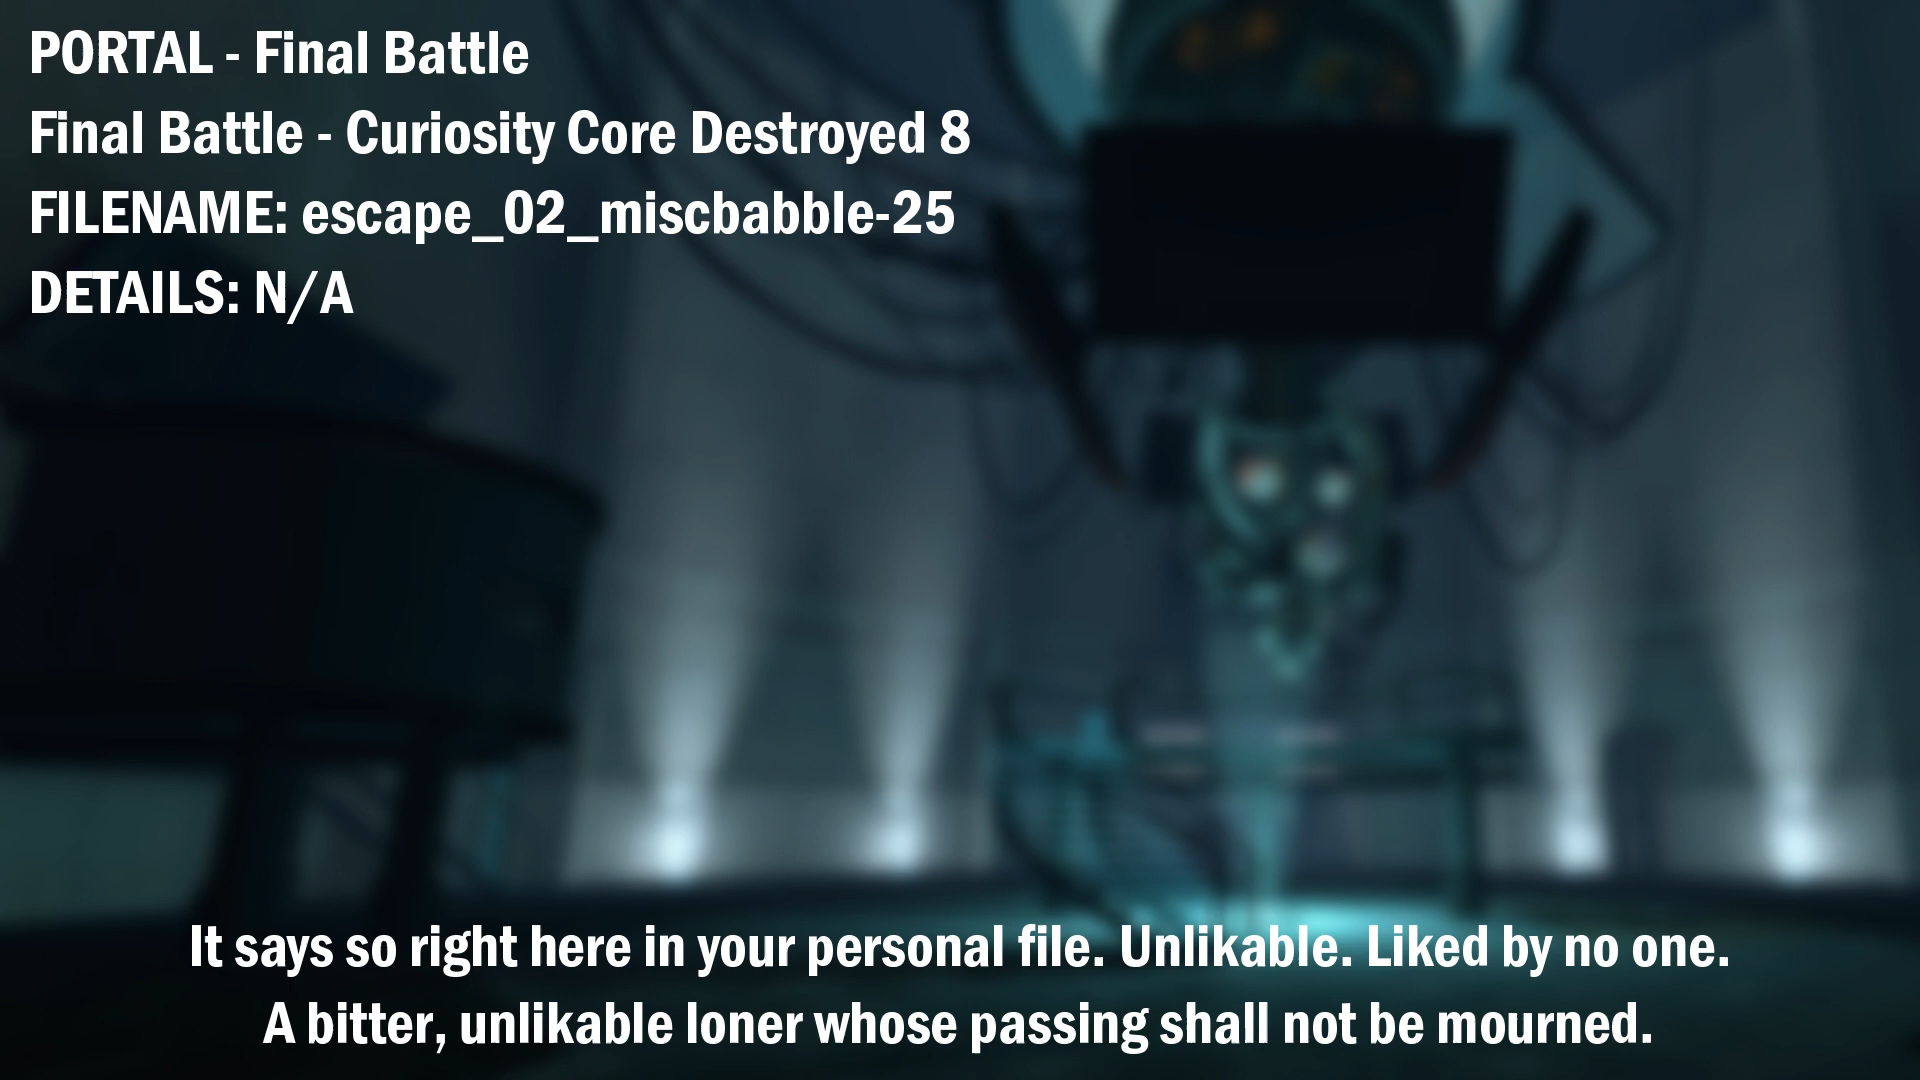 PORTAL - Final Battle
Final Battle - Curiosity Core Destroyed 8
FILENAME: escape_02_miscbabble-25
DETAILS: N/A
It says so right here in your personal file. Unlikable. Liked by no one.
A bitter, unlikable loner whose passing shall not be mourned.